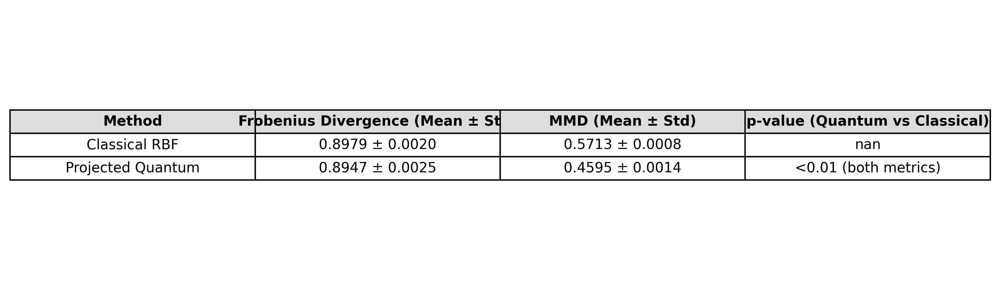 Method Frobenius Divergence (Mean ± St MMD (Mean ± Std) p-value (Quantum vs Classical)
Classical RBF 0.8979 ± 0.0020 0.5713 ± 0.0008 nan
Projected Quantum 0.8947 ± 0.0025 0.4595 ± 0.0014 <0.01 (both metrics)